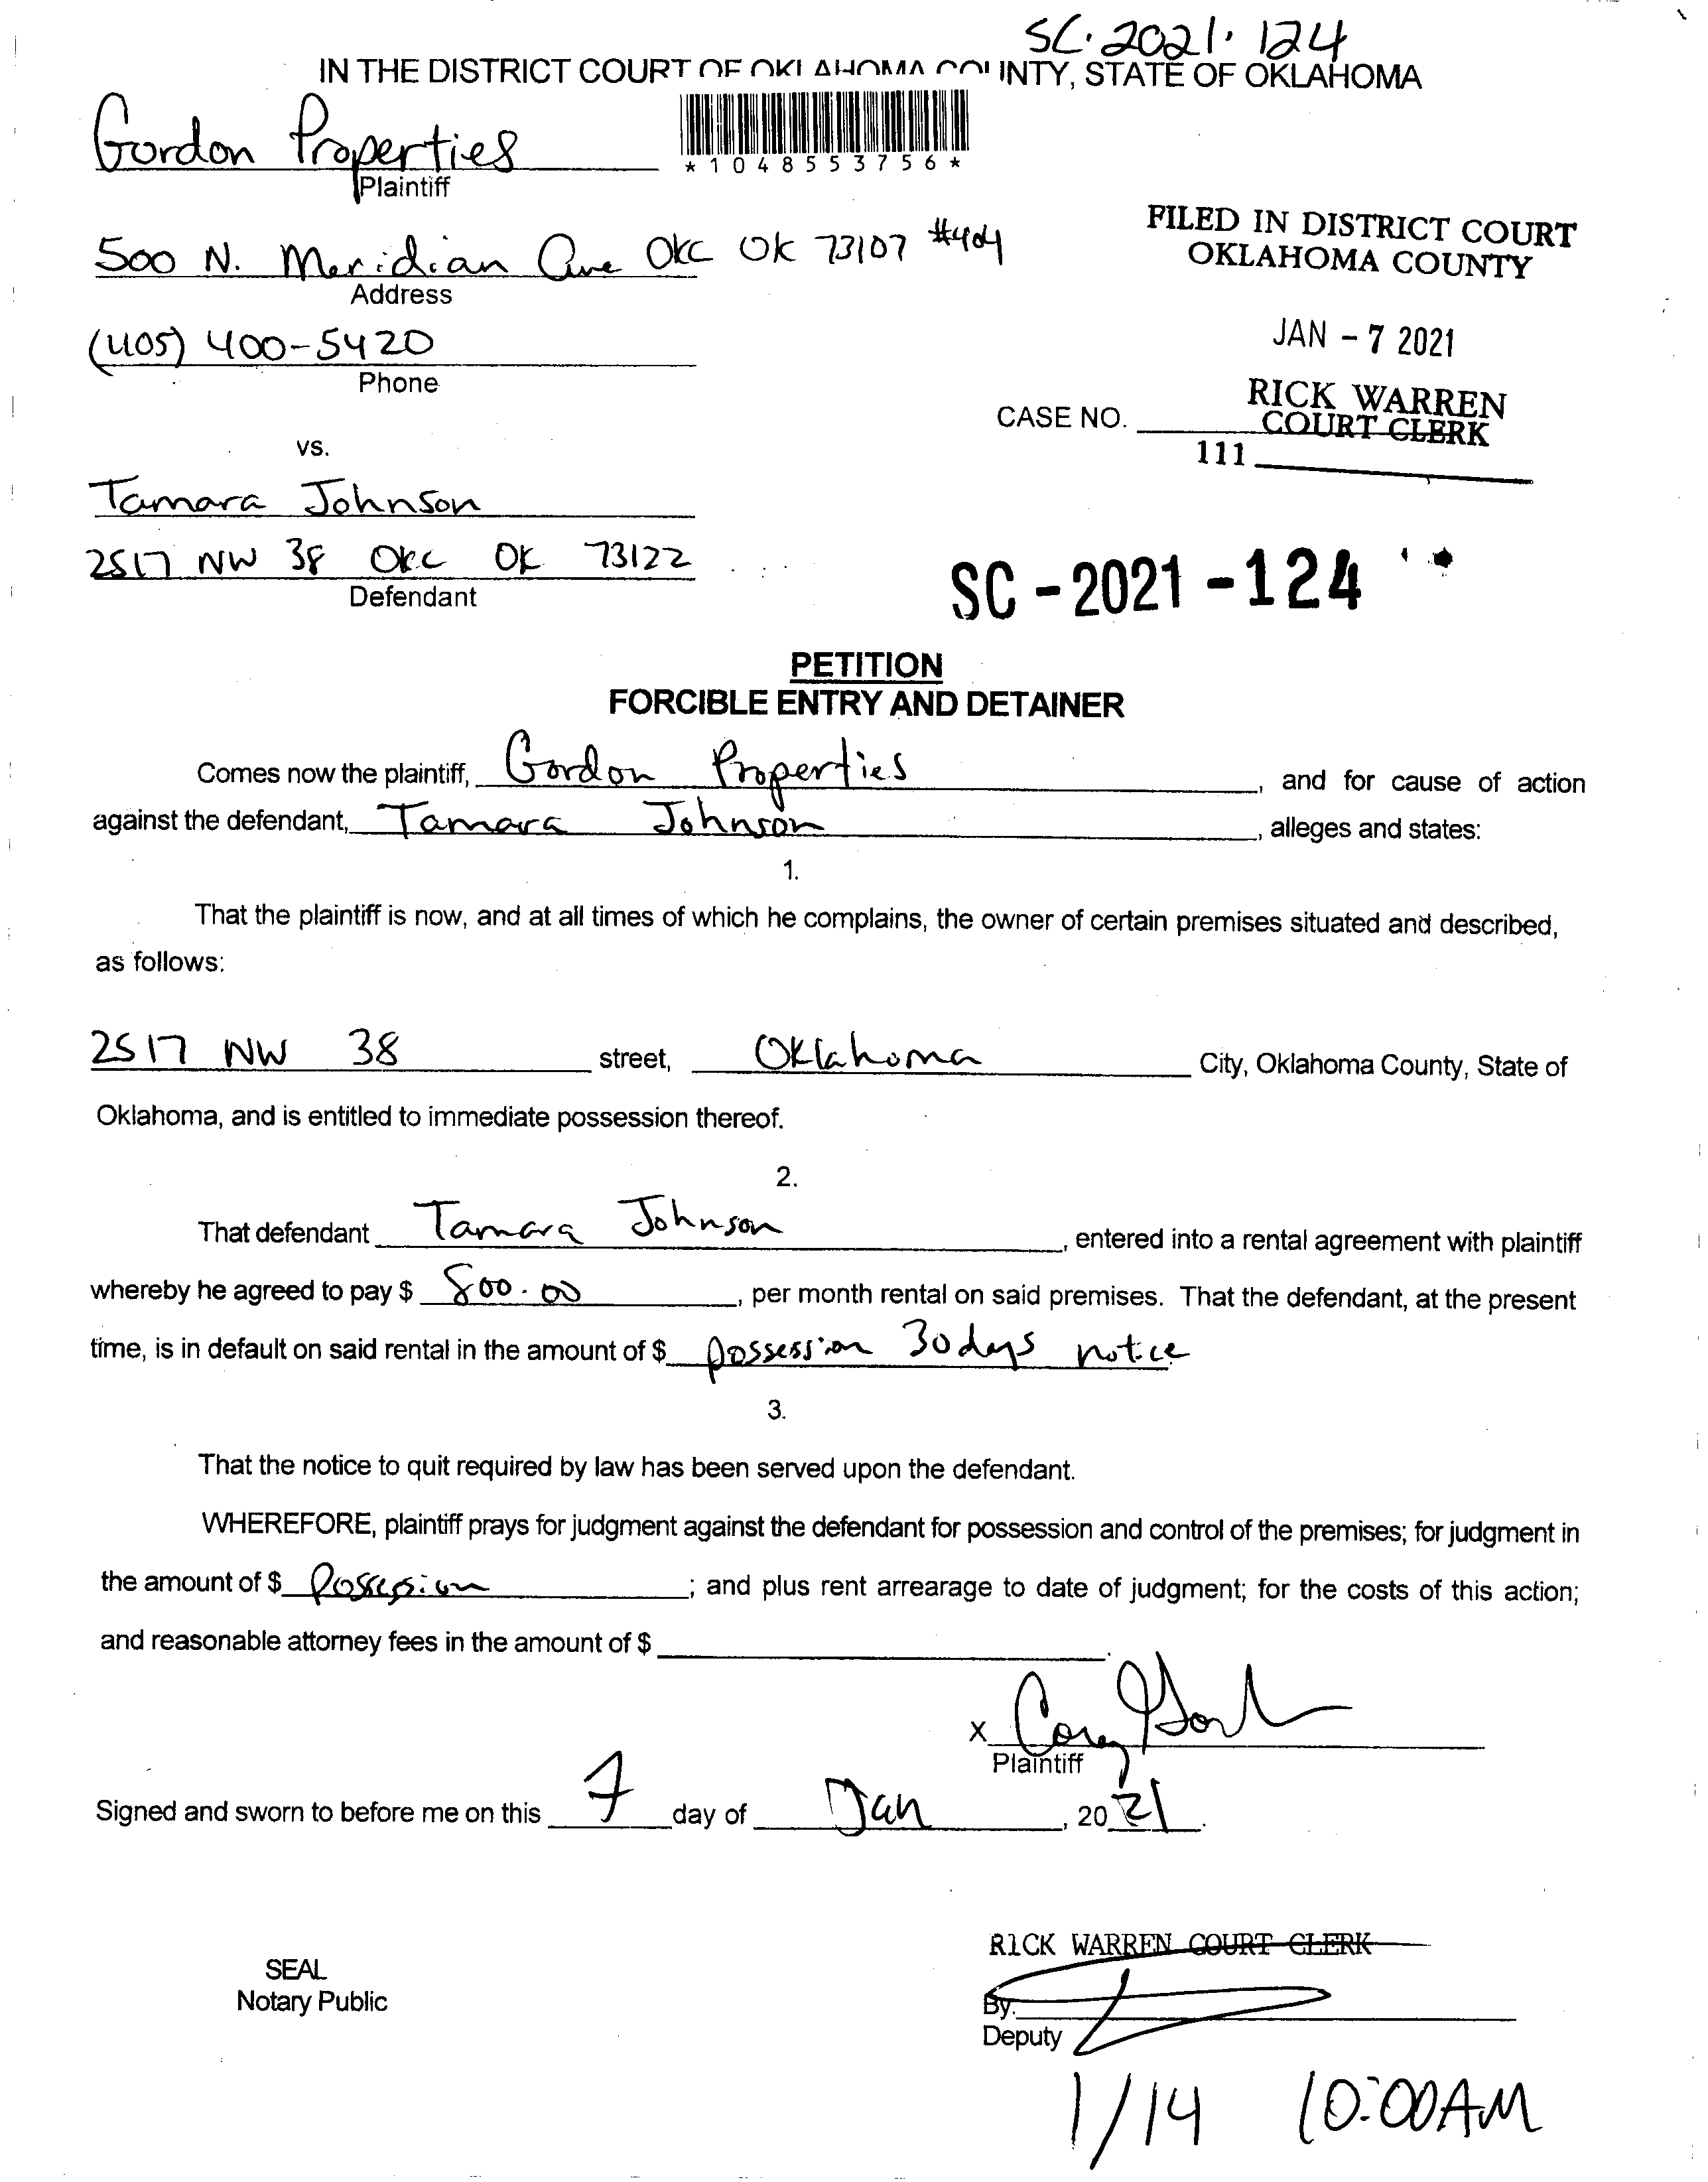 SC-2021-124
IN THE DISTRICT COURT OF OKLAHOMA COUNTY, STATE OF OKLAHOMA
Gordon Properties
*1048553756*
Plaintiff
500 N. Meridian Ave OKC OK 73107 #404
Address
FILED IN DISTRICT COURT
OKLAHOMA COUNTY
(405) 400-5420
Phone
JAN - 7 2021
RICK WARREN
COURT CLERK
CASE NO.
111
vs.
Tamara Johnson
2517 NW 38 OKC OK 73122
Defendant
SC - 2021 - 124
PETITION
FORCIBLE ENTRY AND DETAINER
Comes now the plaintiff, Gordon Properties, and for cause of action
against the defendant, Tamara Johnson, alleges and states:
1.
That the plaintiff is now, and at all times of which he complains, the owner of certain premises situated and described,
as follows:
2517 NW 38 street, Oklahoma City, Oklahoma County, State of
Oklahoma, and is entitled to immediate possession thereof.
2.
That defendant Tamara Johnson, entered into a rental agreement with plaintiff
whereby he agreed to pay $ 800.00, per month rental on said premises. That the defendant, at the present
time, is in default on said rental in the amount of $ possession 30 days notice
3.
That the notice to quit required by law has been served upon the defendant.
WHEREFORE, plaintiff prays for judgment against the defendant for possession and control of the premises; for judgment in
the amount of $ Possession; and plus rent arrearage to date of judgment; for the costs of this action;
and reasonable attorney fees in the amount of $
X Corey
Plaintiff
Signed and sworn to before me on this 7 day of Jan, 2021.
RICK WARREN COURT CLERK
SEAL
Notary Public
By.
Deputy
1/14 10:00AM